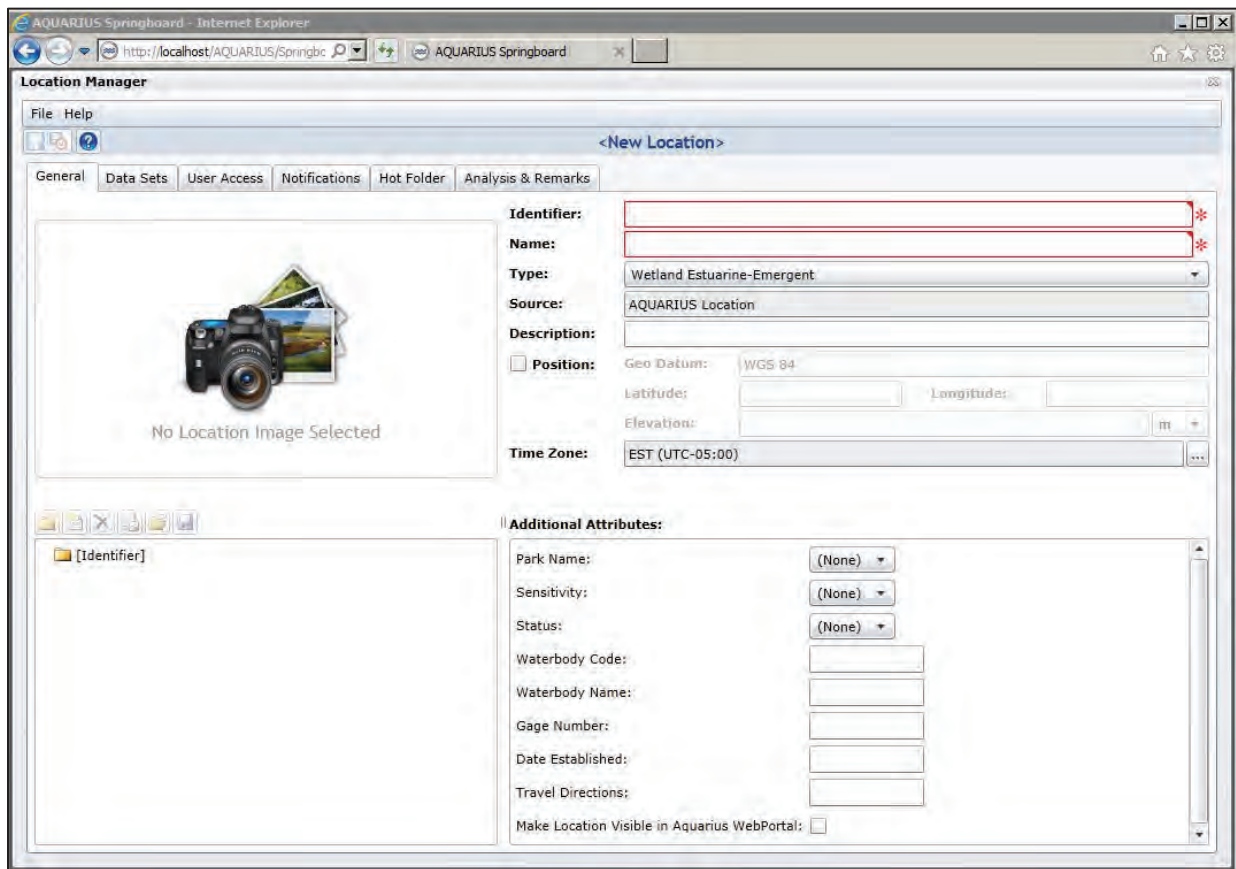 AQUARIUS Springboard - Internet Explorer
http://localhost/AQUARIUS/Springbc
AQUARIUS Springboard
Location Manager
File Help
<New Location>
General Data Sets User Access Notifications Hot Folder Analysis & Remarks
No Location Image Selected
Identifier: *
Name: *
Type: Wetland Estuarine-Emergent
Source: AQUARIUS Location
Description:
Position: Geo Datum: WGS 84
Latitude: Longitude:
Elevation: m
Time Zone: EST (UTC-05:00) ...
[Identifier]
Additional Attributes:
Park Name: (None)
Sensitivity: (None)
Status: (None)
Waterbody Code:
Waterbody Name:
Gage Number:
Date Established:
Travel Directions:
Make Location Visible in Aquarius WebPortal: